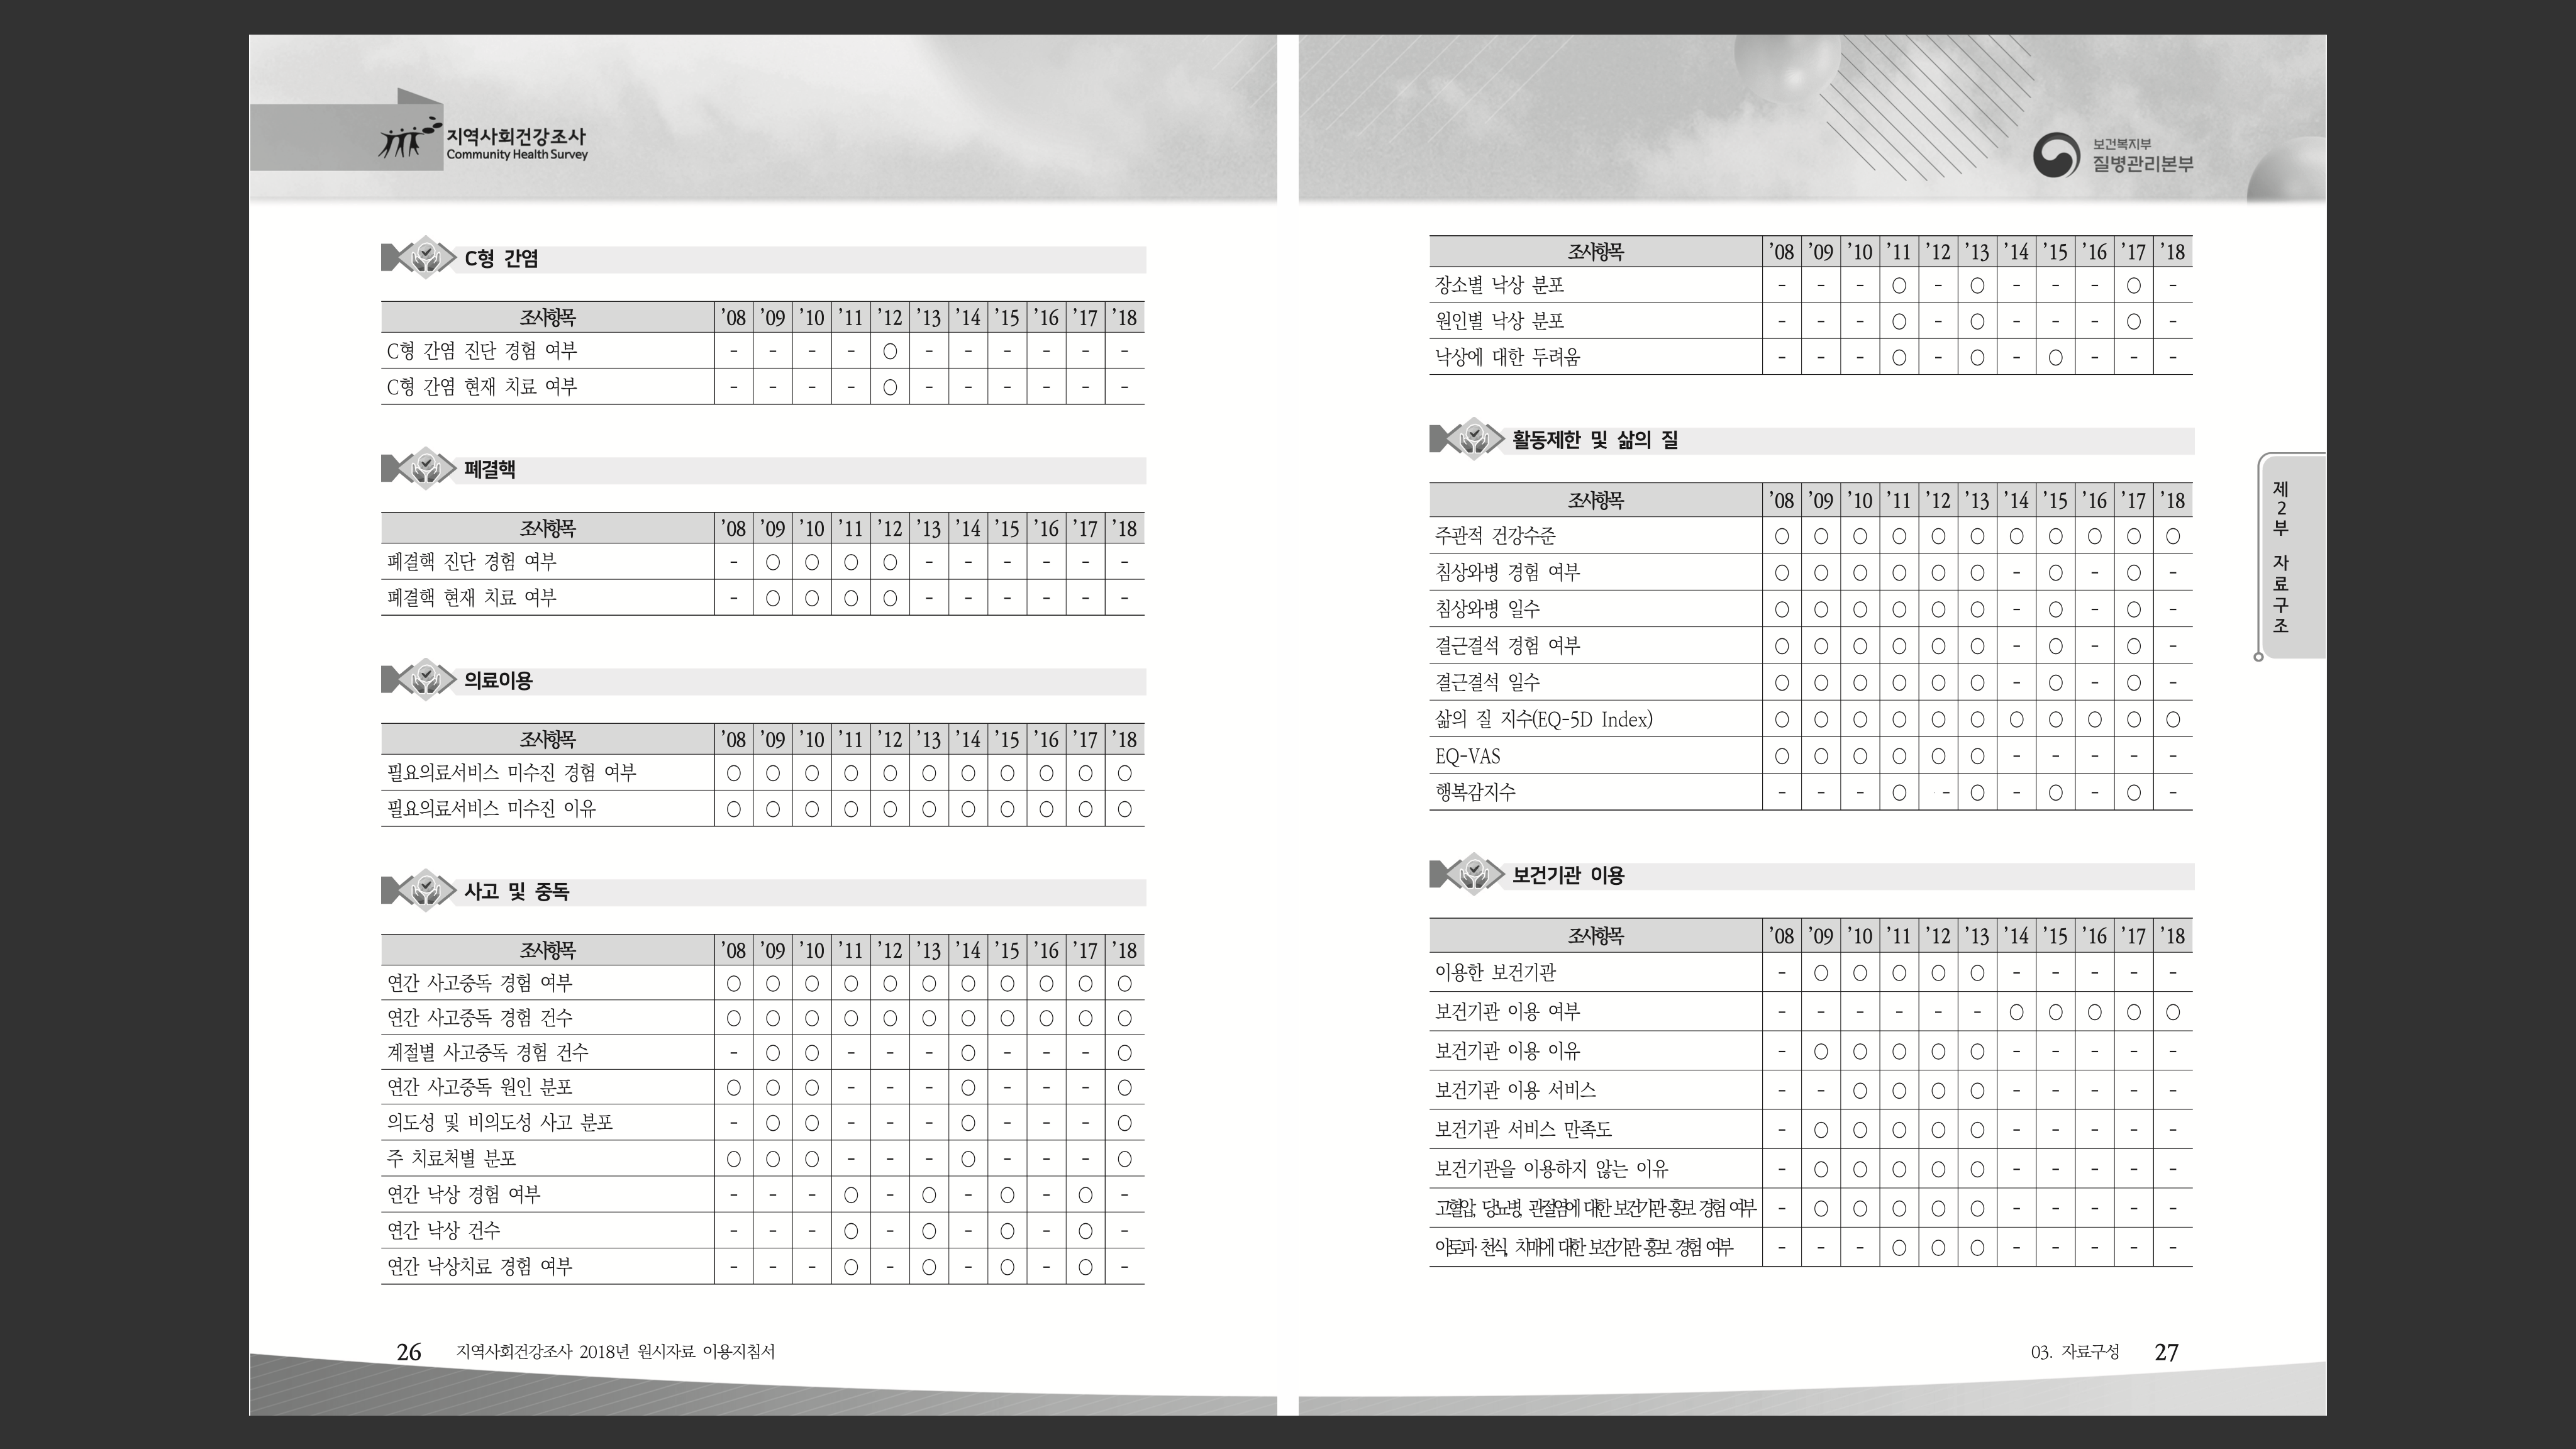 지역사회건강조사
Community Health Survey
C형 간염
조사항목 ’08 ’09 ’10 ’11 ’12 ’13 ’14 ’15 ’16 ’17 ’18
C형 간염 진단 경험 여부 - - - - ○ - - - - - -
C형 간염 현재 치료 여부 - - - - ○ - - - - - -
폐결핵
조사항목 ’08 ’09 ’10 ’11 ’12 ’13 ’14 ’15 ’16 ’17 ’18
폐결핵 진단 경험 여부 - ○ ○ ○ ○ - - - - - -
폐결핵 현재 치료 여부 - ○ ○ ○ ○ - - - - - -
의료이용
조사항목 ’08 ’09 ’10 ’11 ’12 ’13 ’14 ’15 ’16 ’17 ’18
필요의료서비스 미수진 경험 여부 ○ ○ ○ ○ ○ ○ ○ ○ ○ ○ ○
필요의료서비스 미수진 이유 ○ ○ ○ ○ ○ ○ ○ ○ ○ ○ ○
사고 및 중독
조사항목 ’08 ’09 ’10 ’11 ’12 ’13 ’14 ’15 ’16 ’17 ’18
연간 사고중독 경험 여부 ○ ○ ○ ○ ○ ○ ○ ○ ○ ○ ○
연간 사고중독 경험 건수 ○ ○ ○ ○ ○ ○ ○ ○ ○ ○ ○
계절별 사고중독 경험 건수 - ○ ○ - - - ○ - - - ○
연간 사고중독 원인 분포 ○ ○ ○ - - - ○ - - - ○
의도성 및 비의도성 사고 분포 - ○ ○ - - - ○ - - - ○
주 치료처별 분포 ○ ○ ○ - - - ○ - - - ○
연간 낙상 경험 여부 - - - ○ - ○ - ○ - ○ -
연간 낙상 건수 - - - ○ - ○ - ○ - ○ -
연간 낙상치료 경험 여부 - - - ○ - ○ - ○ - ○ -
26 지역사회건강조사 2018년 원시자료 이용지침서
보건복지부
질병관리본부
조사항목 ’08 ’09 ’10 ’11 ’12 ’13 ’14 ’15 ’16 ’17 ’18
장소별 낙상 분포 - - - ○ - ○ - - - ○ -
원인별 낙상 분포 - - - ○ - ○ - - - ○ -
낙상에 대한 두려움 - - - ○ - ○ - ○ - - -
활동제한 및 삶의 질
조사항목 ’08 ’09 ’10 ’11 ’12 ’13 ’14 ’15 ’16 ’17 ’18
주관적 건강수준 ○ ○ ○ ○ ○ ○ ○ ○ ○ ○ ○
침상와병 경험 여부 ○ ○ ○ ○ ○ ○ - ○ - ○ -
침상와병 일수 ○ ○ ○ ○ ○ ○ - ○ - ○ -
결근결석 경험 여부 ○ ○ ○ ○ ○ ○ - ○ - ○ -
결근결석 일수 ○ ○ ○ ○ ○ ○ - ○ - ○ -
삶의 질 지수(EQ-5D Index) ○ ○ ○ ○ ○ ○ ○ ○ ○ ○ ○
EQ-VAS ○ ○ ○ ○ ○ ○ - - - - -
행복감지수 - - - ○ - ○ - ○ - ○ -
보건기관 이용
조사항목 ’08 ’09 ’10 ’11 ’12 ’13 ’14 ’15 ’16 ’17 ’18
이용한 보건기관 - ○ ○ ○ ○ ○ - - - - -
보건기관 이용 여부 - - - - - - ○ ○ ○ ○ ○
보건기관 이용 이유 - ○ ○ ○ ○ ○ - - - - -
보건기관 이용 서비스 - - ○ ○ ○ ○ - - - - -
보건기관 서비스 만족도 - ○ ○ ○ ○ ○ - - - - -
보건기관을 이용하지 않는 이유 - ○ ○ ○ ○ ○ - - - - -
고혈압, 당뇨병, 관절염에 대한 보건기관 홍보 경험 여부 - ○ ○ ○ ○ ○ - - - - -
아토피·천식, 치매에 대한 보건기관 홍보 경험 여부 - - - ○ ○ ○ - - - - -
제2부 자료구조
03. 자료구성 27